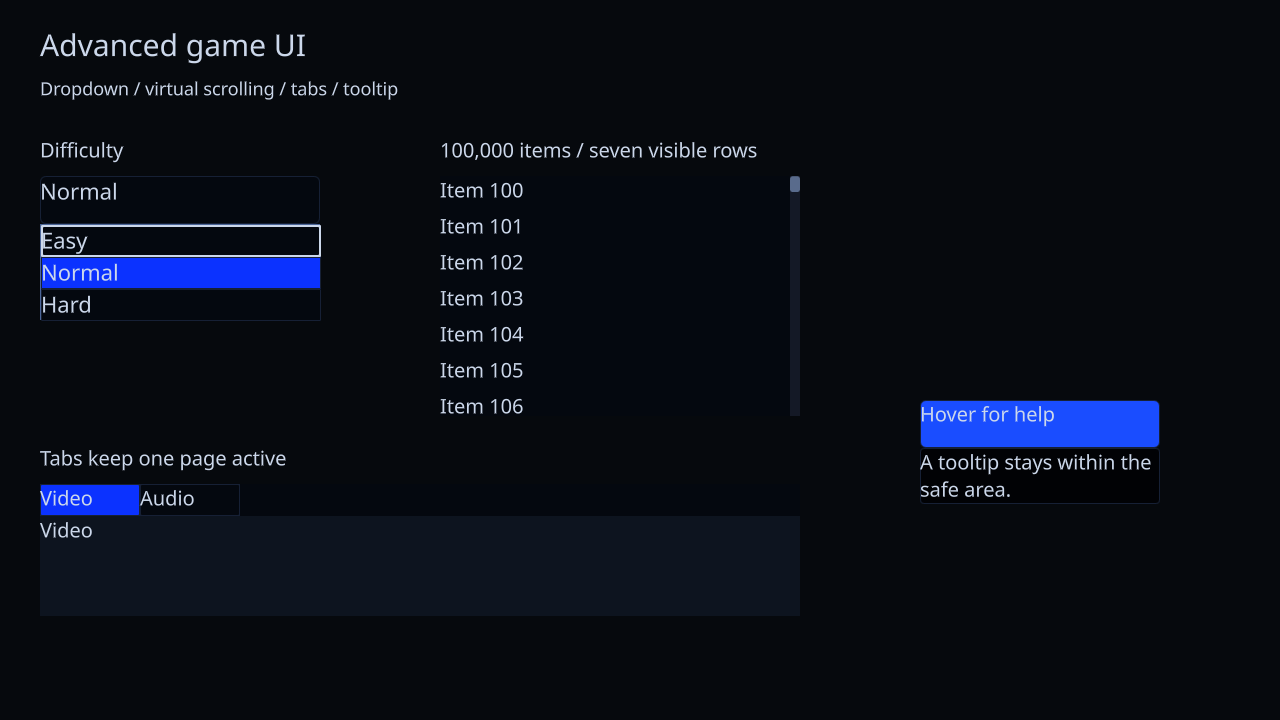 Advanced game UI
Dropdown / virtual scrolling / tabs / tooltip
Difficulty
Normal
Easy
Normal
Hard
100,000 items / seven visible rows
Item 100
Item 101
Item 102
Item 103
Item 104
Item 105
Item 106
Hover for help
A tooltip stays within the
safe area.
Tabs keep one page active
Video
Audio
Video